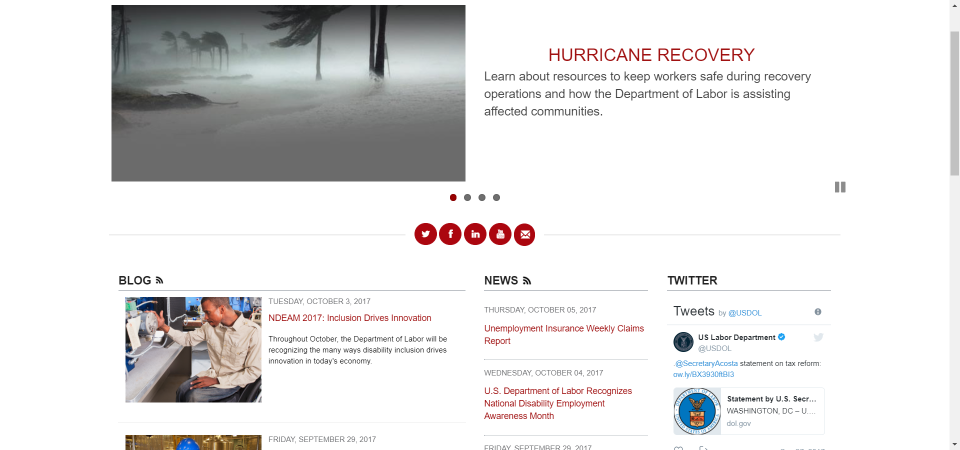 HURRICANE RECOVERY
Learn about resources to keep workers safe during recovery
operations and how the Department of Labor is assisting
affected communities.
BLOG
TUESDAY, OCTOBER 3, 2017
NDEAM 2017: Inclusion Drives Innovation
Throughout October, the Department of Labor will be
recognizing the many ways disability inclusion drives
innovation in today's economy.
FRIDAY, SEPTEMBER 29, 2017
NEWS
THURSDAY, OCTOBER 05, 2017
Unemployment Insurance Weekly Claims
Report
WEDNESDAY, OCTOBER 04, 2017
U.S. Department of Labor Recognizes
National Disability Employment
Awareness Month
FRIDAY, SEPTEMBER 29, 2017
TWITTER
Tweets by @USDOL
US Labor Department
@USDOL
.@SecretaryAcosta statement on tax reform:
ow.ly/BX3930ftBl3
Statement by U.S. Secr...
WASHINGTON, DC – U....
dol.gov